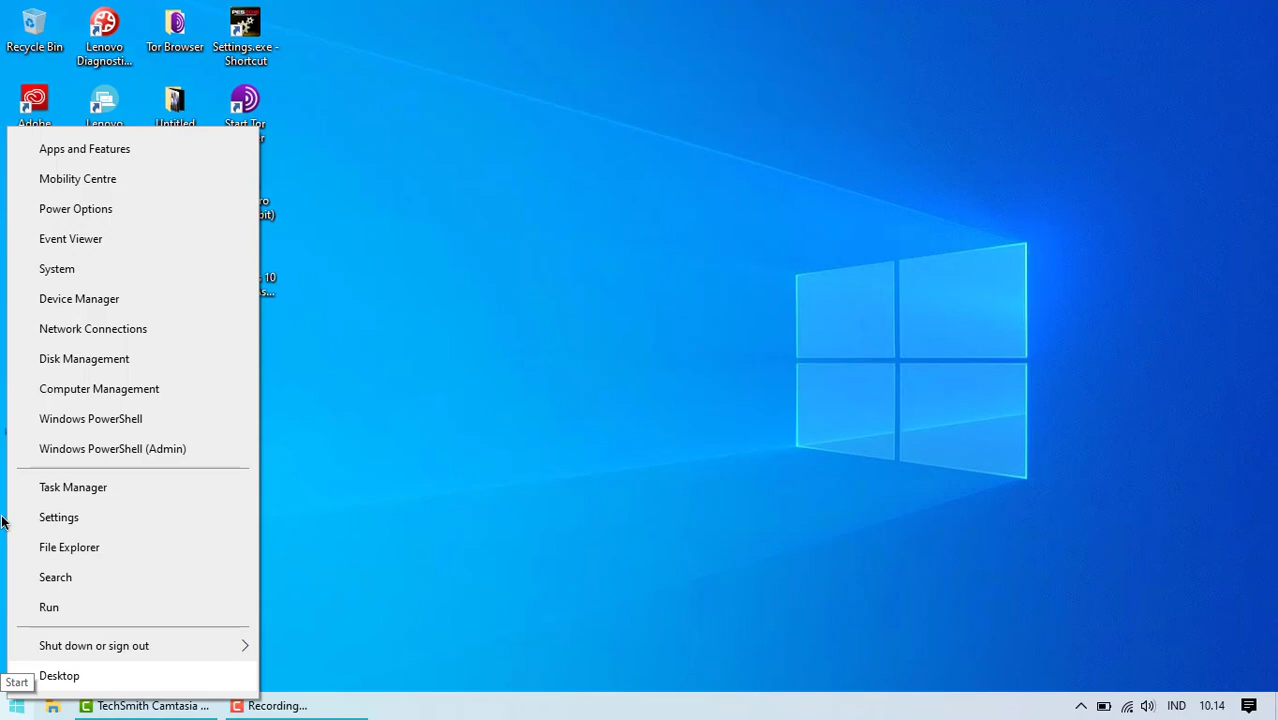 Recycle Bin
Lenovo
Diagnosti...
Tor Browser
Settings.exe -
Shortcut
Adobe
Lenovo
Untitled
Start Tor
Apps and Features
Mobility Centre
Power Options
Event Viewer
System
Device Manager
Network Connections
Disk Management
Computer Management
Windows PowerShell
Windows PowerShell (Admin)
Task Manager
Settings
File Explorer
Search
Run
Shut down or sign out
Desktop
Start
TechSmith Camtasia ...
Recording...
IND
10.14